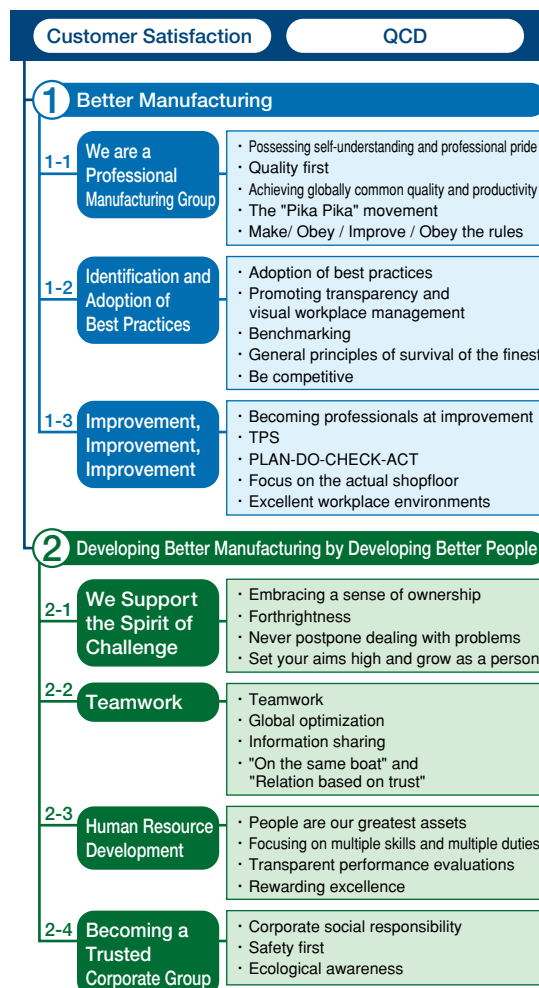 Customer Satisfaction QCD
1 Better Manufacturing
1-1
We are a
Professional
Manufacturing Group
・Possessing self-understanding and professional pride
・Quality first
・Achieving globally common quality and productivity
・The "Pika Pika" movement
・Make/ Obey / Improve / Obey the rules
1-2
Identification and
Adoption of
Best Practices
・Adoption of best practices
・Promoting transparency and
visual workplace management
・Benchmarking
・General principles of survival of the finest
・Be competitive
1-3
Improvement,
Improvement,
Improvement
・Becoming professionals at improvement
・TPS
・PLAN-DO-CHECK-ACT
・Focus on the actual shopfloor
・Excellent workplace environments
2 Developing Better Manufacturing by Developing Better People
2-1
We Support
the Spirit of
Challenge
・Embracing a sense of ownership
・Forthrightness
・Never postpone dealing with problems
・Set your aims high and grow as a person
2-2
Teamwork
・Teamwork
・Global optimization
・Information sharing
・"On the same boat" and
"Relation based on trust"
2-3
Human Resource
Development
・People are our greatest assets
・Focusing on multiple skills and multiple duties
・Transparent performance evaluations
・Rewarding excellence
2-4
Becoming a
Trusted
Corporate Group
・Corporate social responsibility
・Safety first
・Ecological awareness